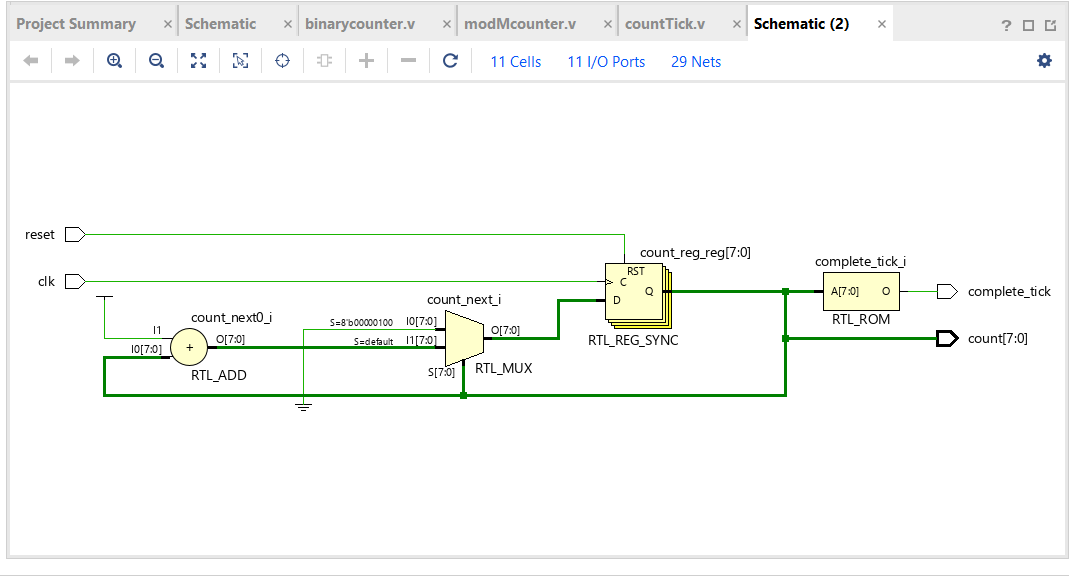 Project Summary × Schematic × binarycounter.v × modMcounter.v × countTick.v × Schematic (2) × ?
11 Cells 11 I/O Ports 29 Nets
reset
clk
count_next0_i
I1
I0[7:0]
+
O[7:0]
RTL_ADD
count_next_i
S=8'b00000100
I0[7:0]
S=default
I1[7:0]
O[7:0]
S[7:0]
RTL_MUX
count_reg_reg[7:0]
RST
C
D
Q
RTL_REG_SYNC
complete_tick_i
A[7:0]
O
RTL_ROM
complete_tick
count[7:0]